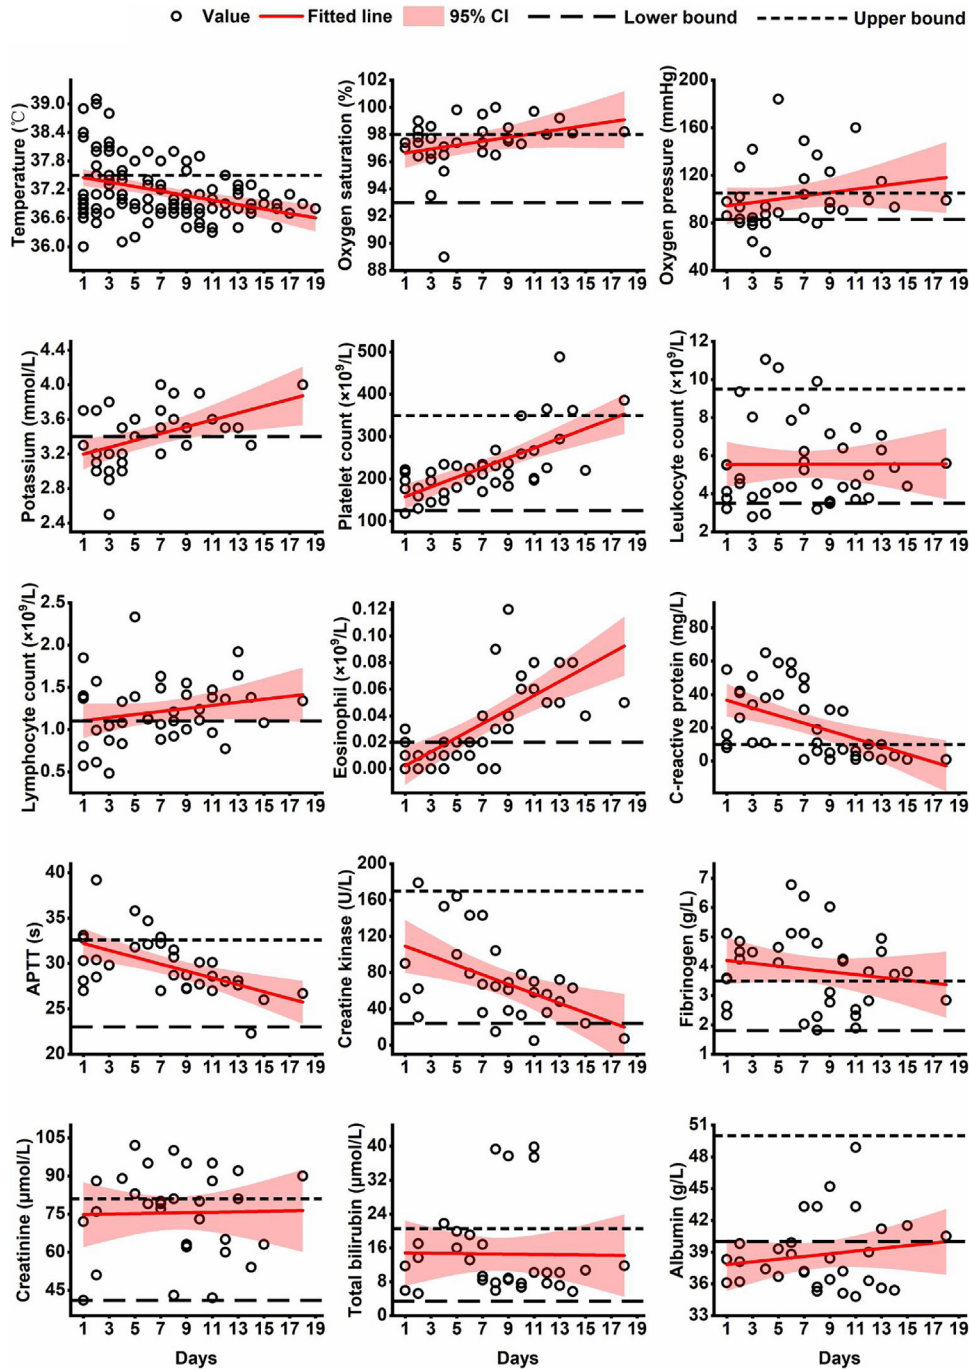 Value Fitted line 95% CI Lower bound Upper bound
Temperature (℃)
39.0
38.4
37.8
37.2
36.6
36.0
1 3 5 7 9 11 13 15 17 19
Oxygen saturation (%)
102
100
98
96
94
92
90
88
1 3 5 7 9 11 13 15 17 19
Oxygen pressure (mmHg)
200
160
120
80
40
1 3 5 7 9 11 13 15 17 19
Potassium (mmol/L)
4.4
4.0
3.6
3.2
2.8
2.4
1 3 5 7 9 11 13 15 17 19
Platelet count (×10⁹/L)
500
400
300
200
100
1 3 5 7 9 11 13 15 17 19
Leukocyte count (×10⁹/L)
12
10
8
6
4
2
1 3 5 7 9 11 13 15 17 19
Lymphocyte count (×10⁹/L)
2.5
2.0
1.5
1.0
0.5
1 3 5 7 9 11 13 15 17 19
Eosinophil (×10⁹/L)
0.12
0.10
0.08
0.06
0.04
0.02
0.00
1 3 5 7 9 11 13 15 17 19
C-reactive protein (mg/L)
80
60
40
20
0
1 3 5 7 9 11 13 15 17 19
APTT (s)
40
35
30
25
20
1 3 5 7 9 11 13 15 17 19
Creatine kinase (U/L)
200
160
120
80
40
0
1 3 5 7 9 11 13 15 17 19
Fibrinogen (g/L)
7
6
5
4
3
2
1
1 3 5 7 9 11 13 15 17 19
Creatinine (μmol/L)
105
90
75
60
45
1 3 5 7 9 11 13 15 17 19
Days
Total bilirubin (μmol/L)
40
32
24
16
8
0
1 3 5 7 9 11 13 15 17 19
Days
Albumin (g/L)
51
48
45
42
39
36
33
1 3 5 7 9 11 13 15 17 19
Days